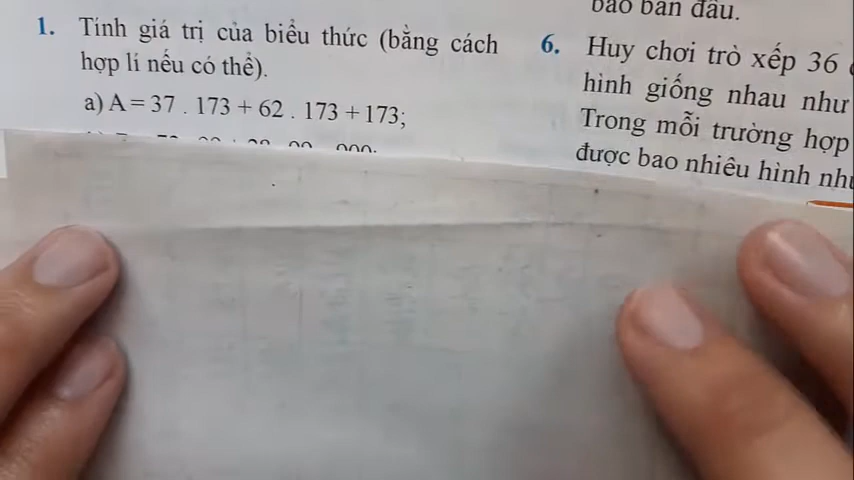 1. Tính giá trị của biểu thức (bằng cách
hợp lí nếu có thể).
a) A = 37 . 173 + 62 . 173 + 173;
bao ban đầu.
6. Huy chơi trò xếp 36
hình giống nhau như
Trong mỗi trường hợp
được bao nhiêu hình như